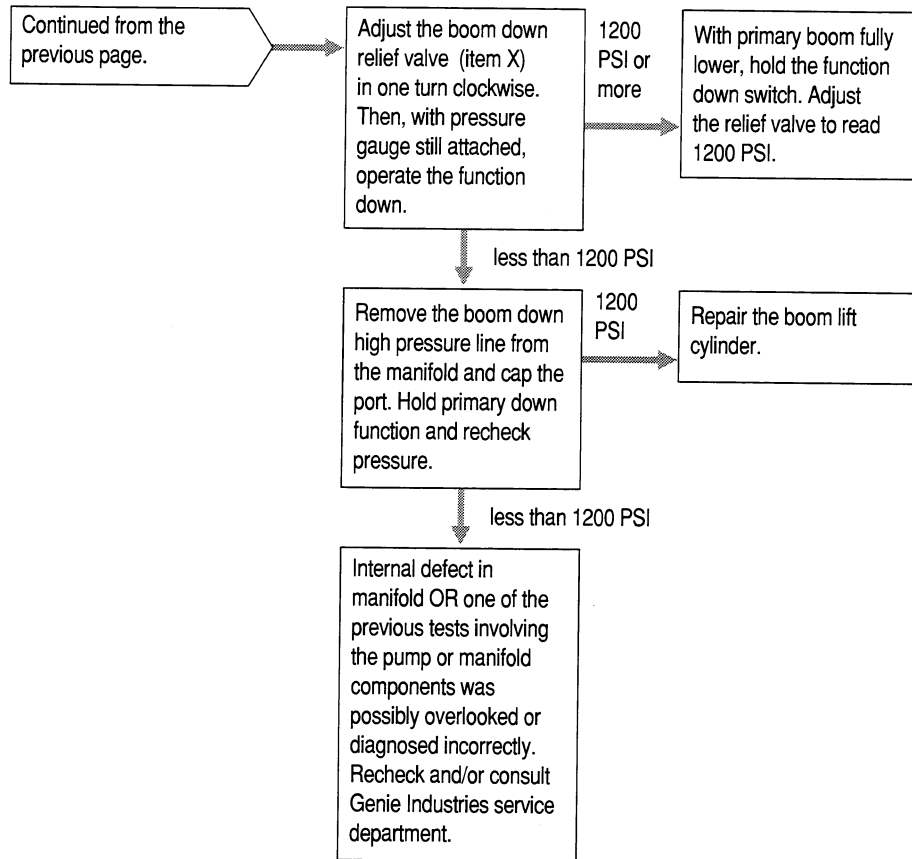 Continued from the
previous page.
Adjust the boom down
relief valve (item X)
in one turn clockwise.
Then, with pressure
gauge still attached,
operate the function
down.
1200
PSI or
more
With primary boom fully
lower, hold the function
down switch. Adjust
the relief valve to read
1200 PSI.
less than 1200 PSI
Remove the boom down
high pressure line from
the manifold and cap the
port. Hold primary down
function and recheck
pressure.
1200
PSI
Repair the boom lift
cylinder.
less than 1200 PSI
Internal defect in
manifold OR one of the
previous tests involving
the pump or manifold
components was
possibly overlooked or
diagnosed incorrectly.
Recheck and/or consult
Genie Industries service
department.